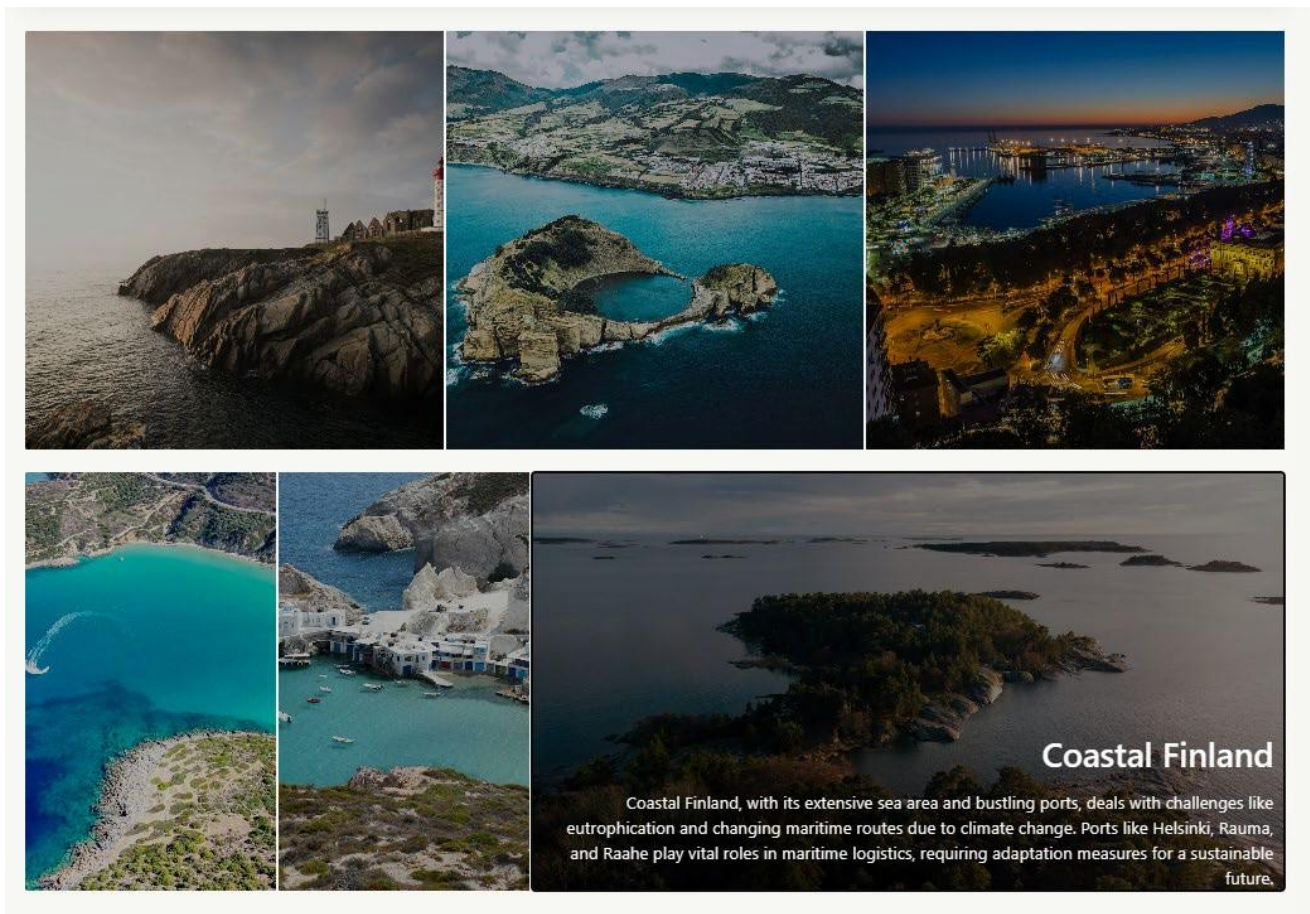 Coastal Finland
Coastal Finland, with its extensive sea area and bustling ports, deals with challenges like
eutrophication and changing maritime routes due to climate change. Ports like Helsinki, Rauma,
and Raahe play vital roles in maritime logistics, requiring adaptation measures for a sustainable
future.